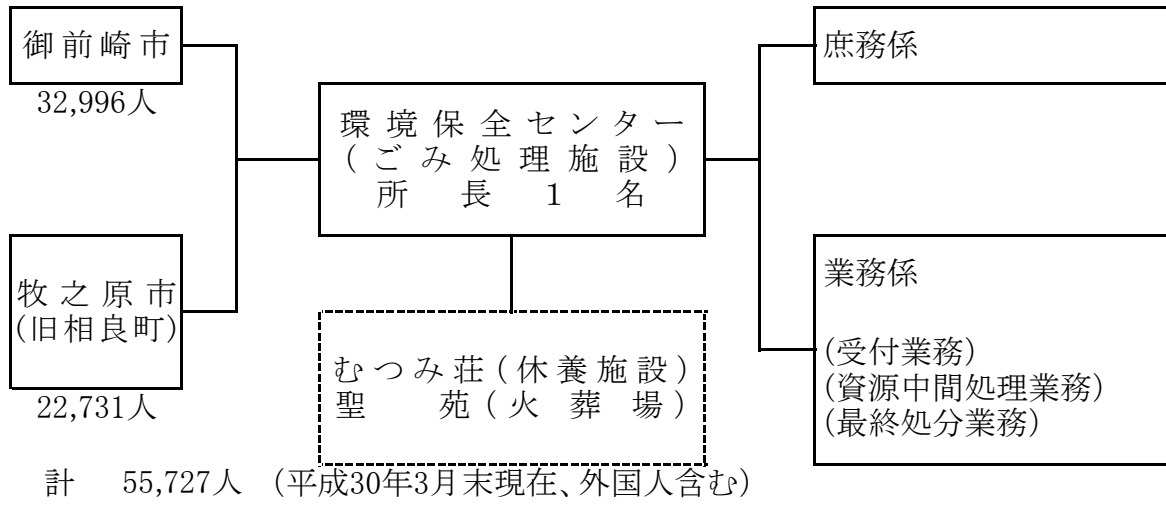 御前崎市
32,996人
牧之原市
(旧相良町)
22,731人
環境保全センター
(ごみ処理施設)
所長1名
むつみ荘(休養施設)
聖苑(火葬場)
庶務係
業務係
(受付業務)
(資源中間処理業務)
(最終処分業務)
計 55,727人 (平成30年3月末現在、外国人含む)